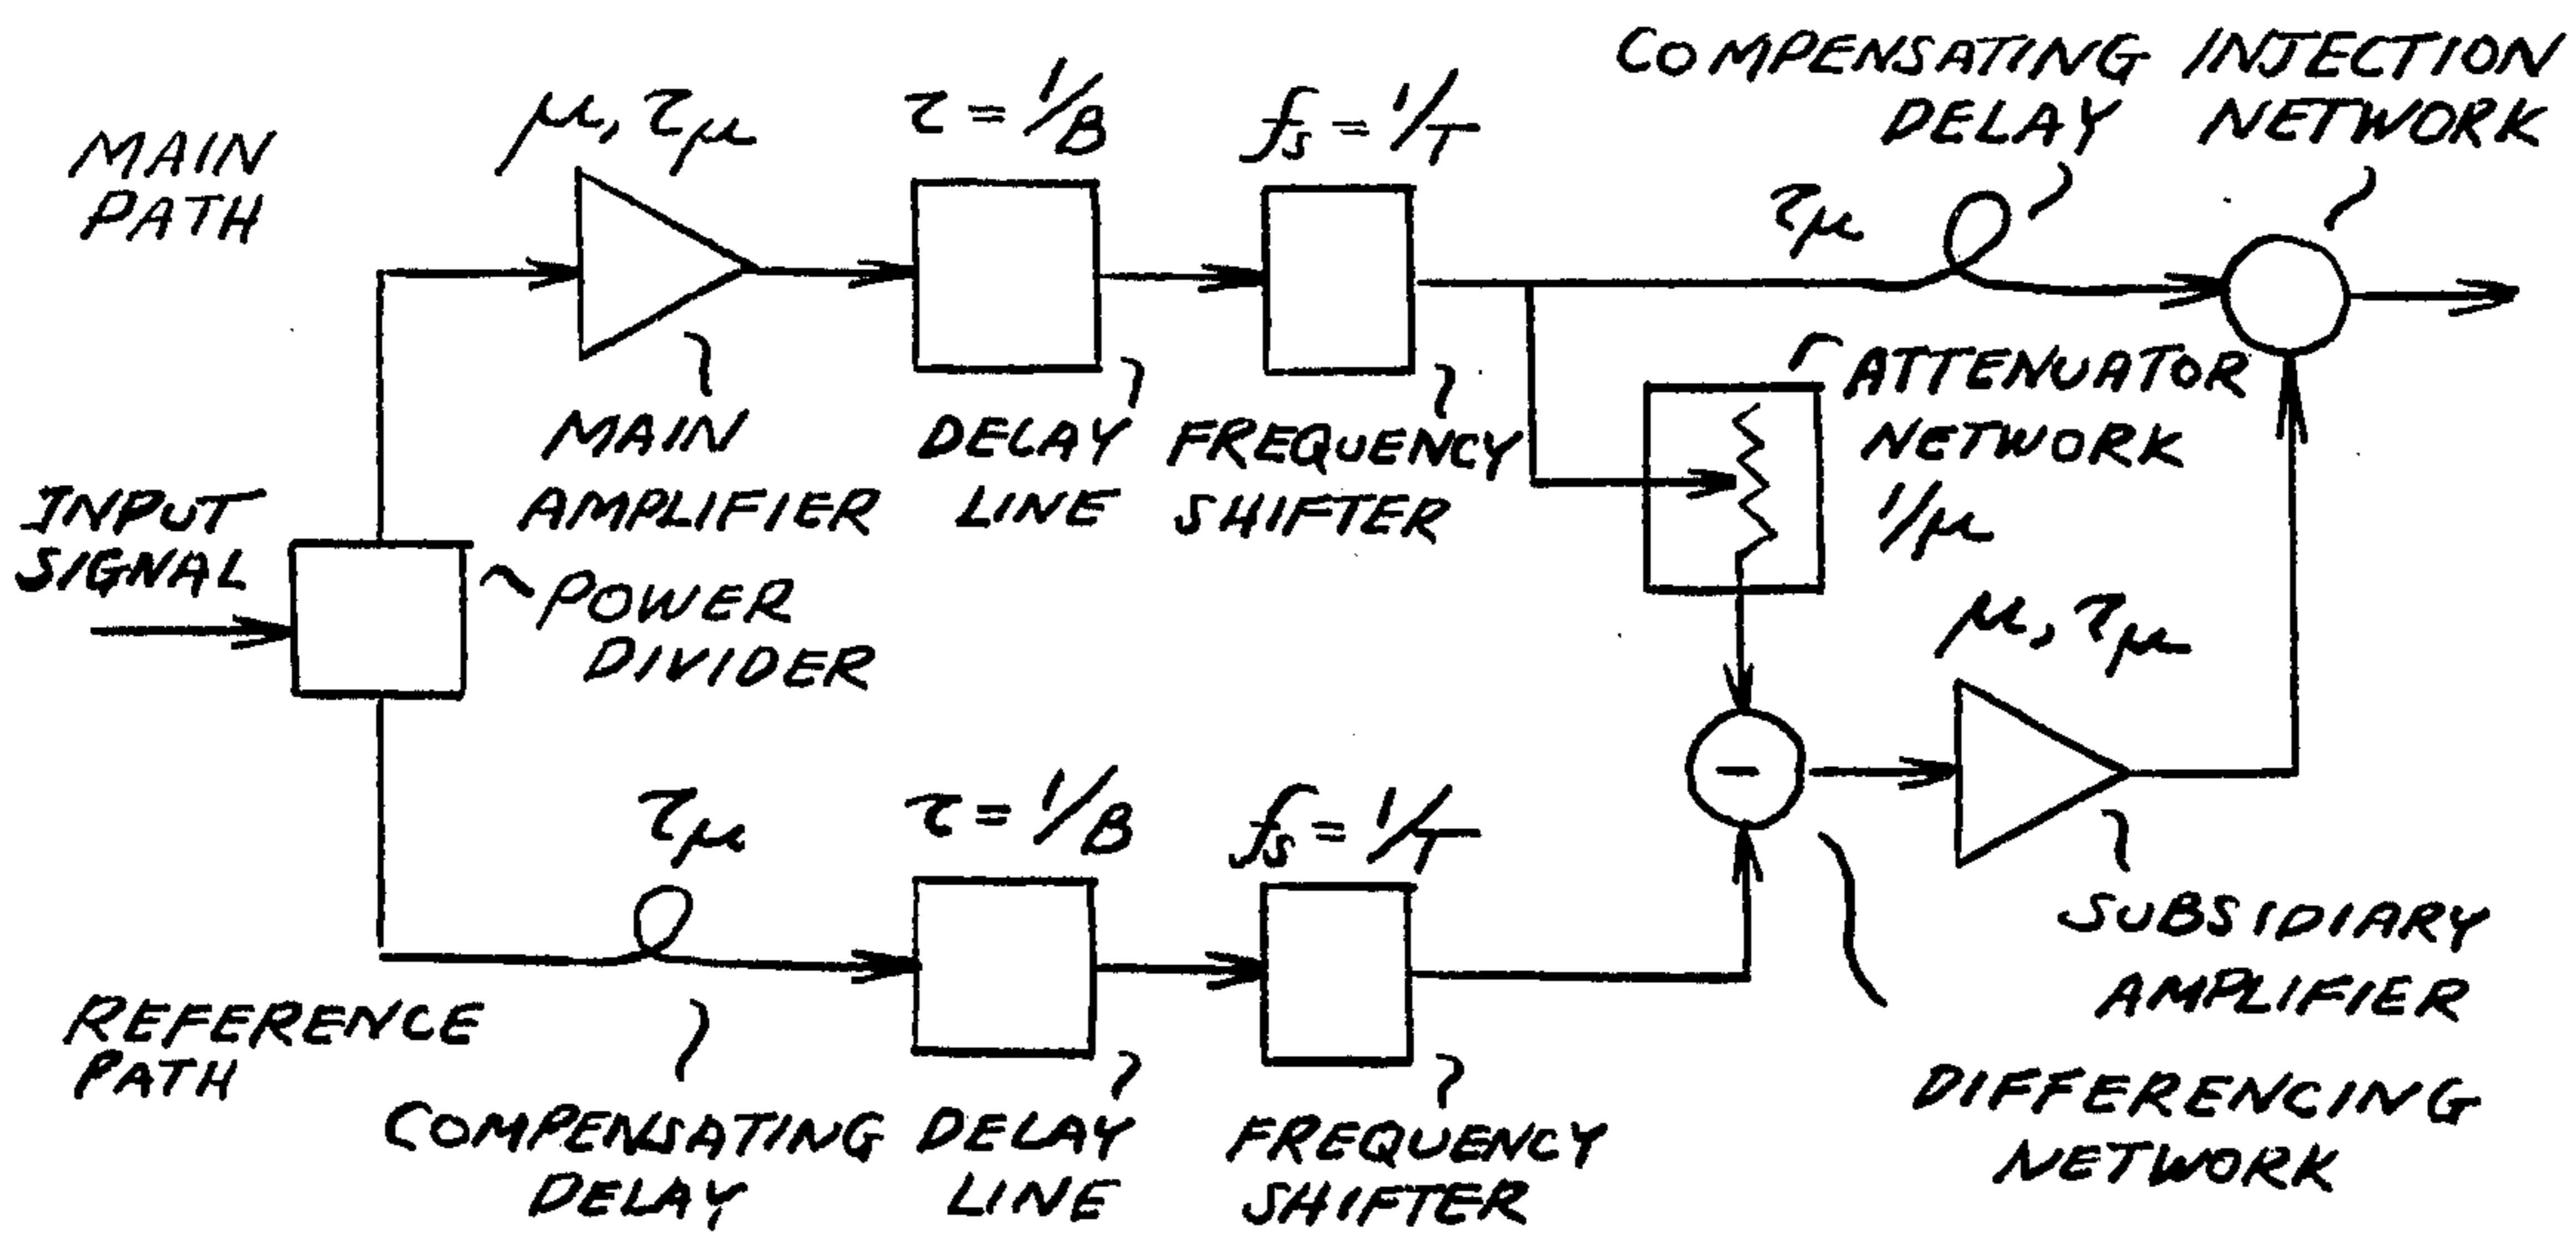 COMPENSATING
DELAY
INJECTION
NETWORK
MAIN
PATH
μ, τμ
τ = 1/B
fs = 1/T
τμ
MAIN
AMPLIFIER
DELAY
LINE
FREQUENCY
SHIFTER
ATTENUATOR
NETWORK
1/μ
INPUT
SIGNAL
POWER
DIVIDER
μ, τμ
−
SUBSIDIARY
AMPLIFIER
τμ
τ = 1/B
fs = 1/T
REFERENCE
PATH
COMPENSATING
DELAY
DELAY
LINE
FREQUENCY
SHIFTER
DIFFERENCING
NETWORK